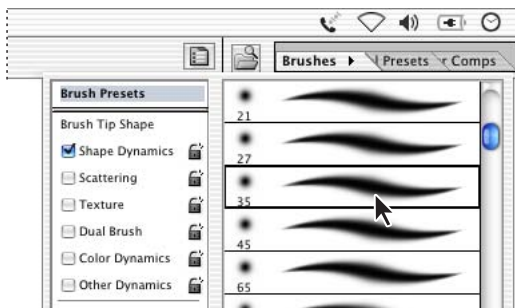 Brushes Presets r Comps
Brush Presets
Brush Tip Shape
Shape Dynamics
Scattering
Texture
Dual Brush
Color Dynamics
Other Dynamics
21
27
35
45
65